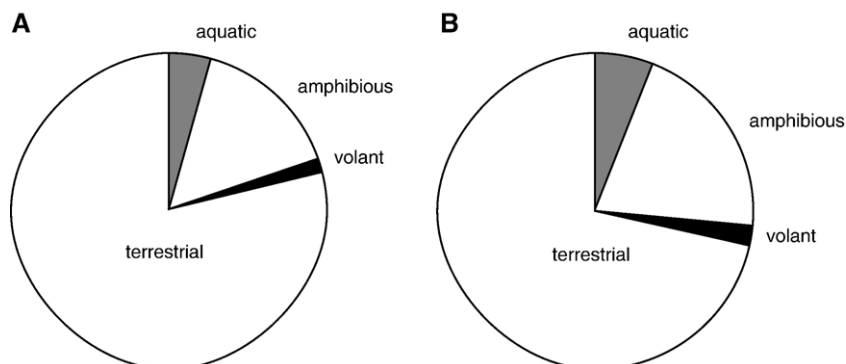 A
aquatic
amphibious
volant
terrestrial
B
aquatic
amphibious
volant
terrestrial